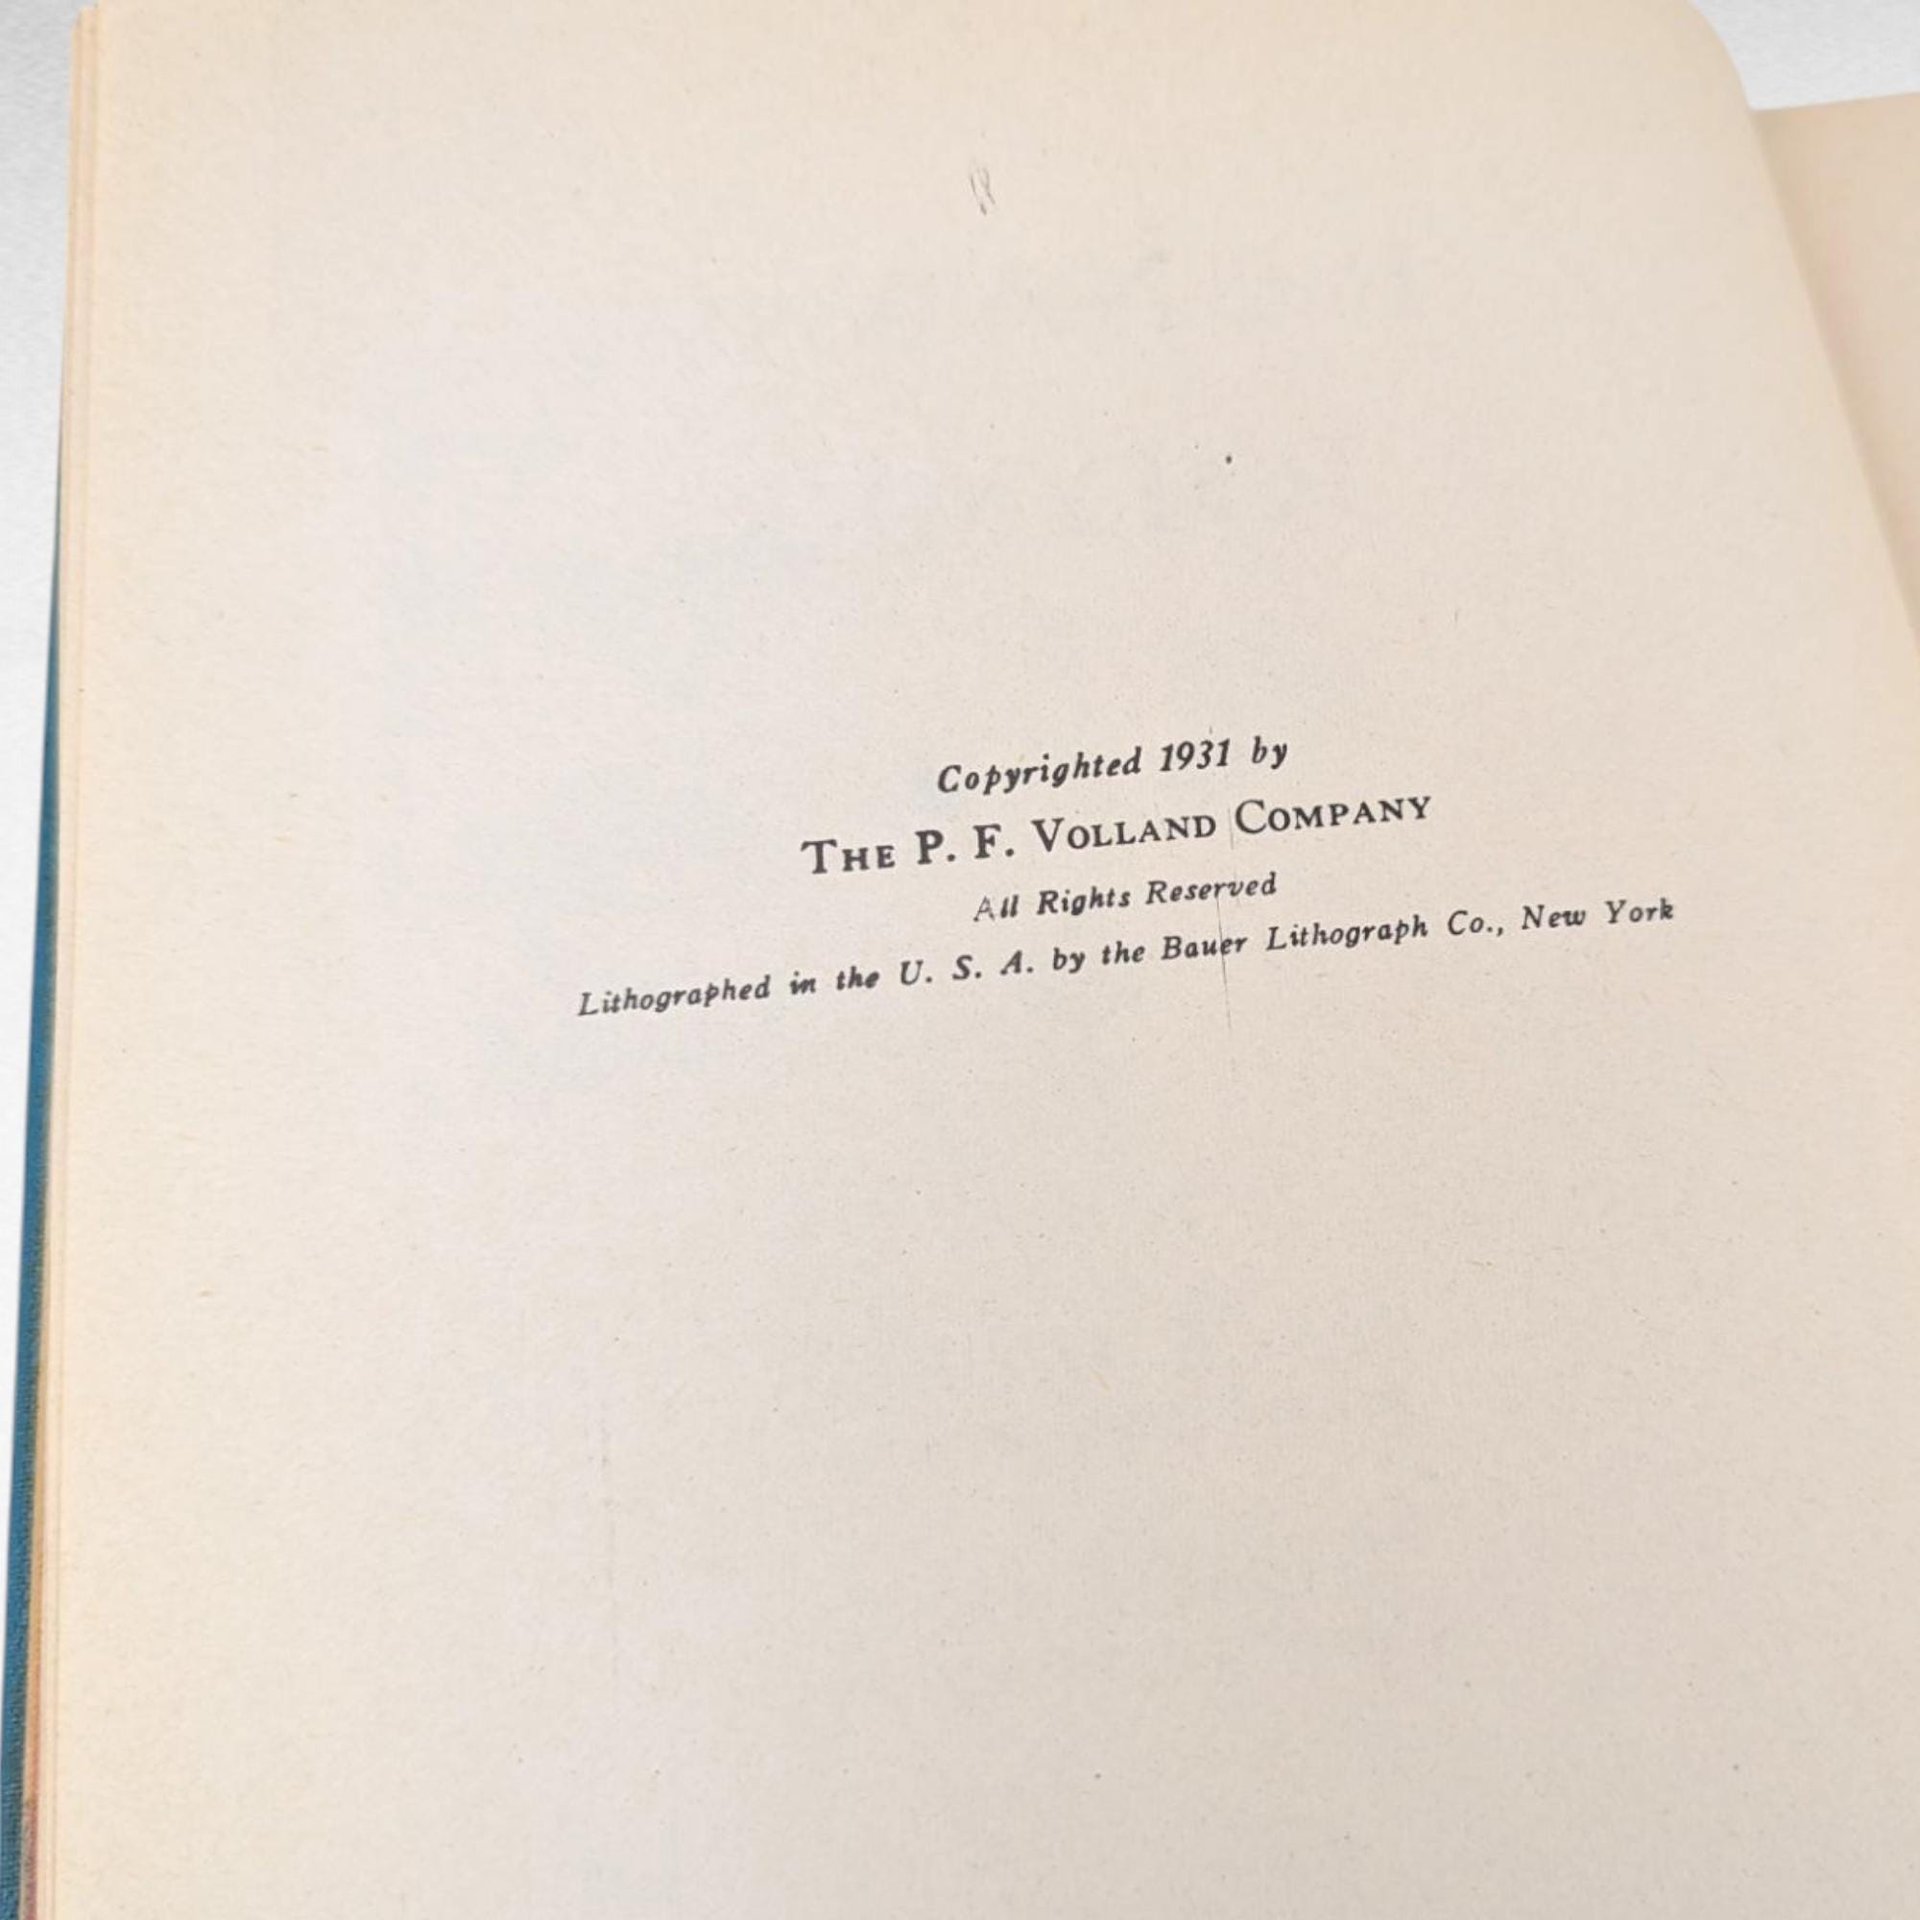 Copyrighted 1931 by
THE P. F. VOLLAND COMPANY
All Rights Reserved
Lithographed in the U. S. A. by the Bauer Lithograph Co., New York